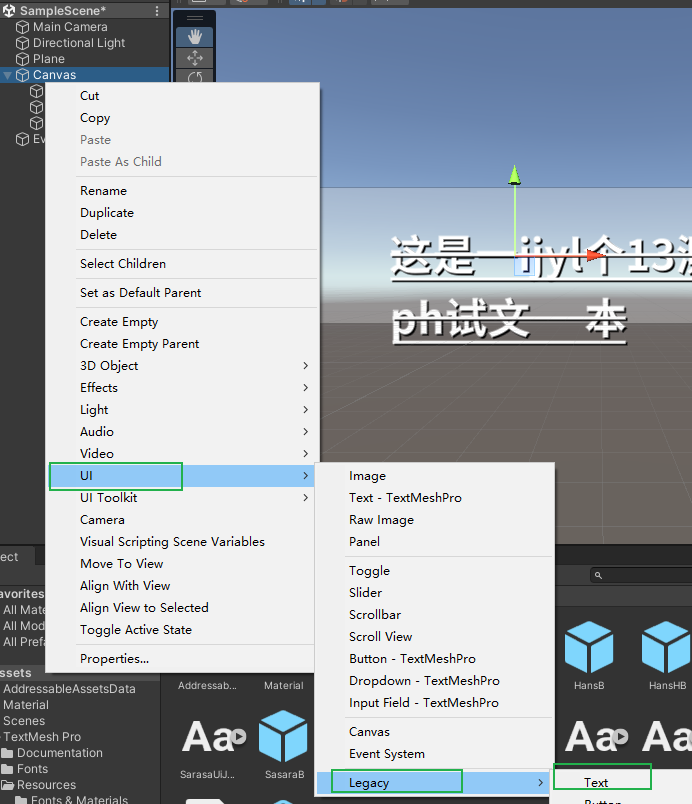 SampleScene*
Main Camera
Directional Light
Plane
Canvas
Ev
Cut
Copy
Paste
Paste As Child
Rename
Duplicate
Delete
Select Children
Set as Default Parent
Create Empty
Create Empty Parent
3D Object
Effects
Light
Audio
Video
UI
UI Toolkit
Camera
Visual Scripting Scene Variables
Move To View
Align With View
Align View to Selected
Toggle Active State
Properties...
Image
Text - TextMeshPro
Raw Image
Panel
Toggle
Slider
Scrollbar
Scroll View
Button - TextMeshPro
Dropdown - TextMeshPro
Input Field - TextMeshPro
Canvas
Event System
Legacy
Text
Button
这是一ijyl个13测
ph试文 本
ect
avorites
All Mate
All Mod
All Prefa
ssets
AddressableAssetsData
Material
Scenes
TextMesh Pro
Documentation
Fonts
Resources
Fonts & Materials
Addressab...
Material
HansB
HansHB
Aa
SarasaUiJ...
SarasaB
Aa
Aa